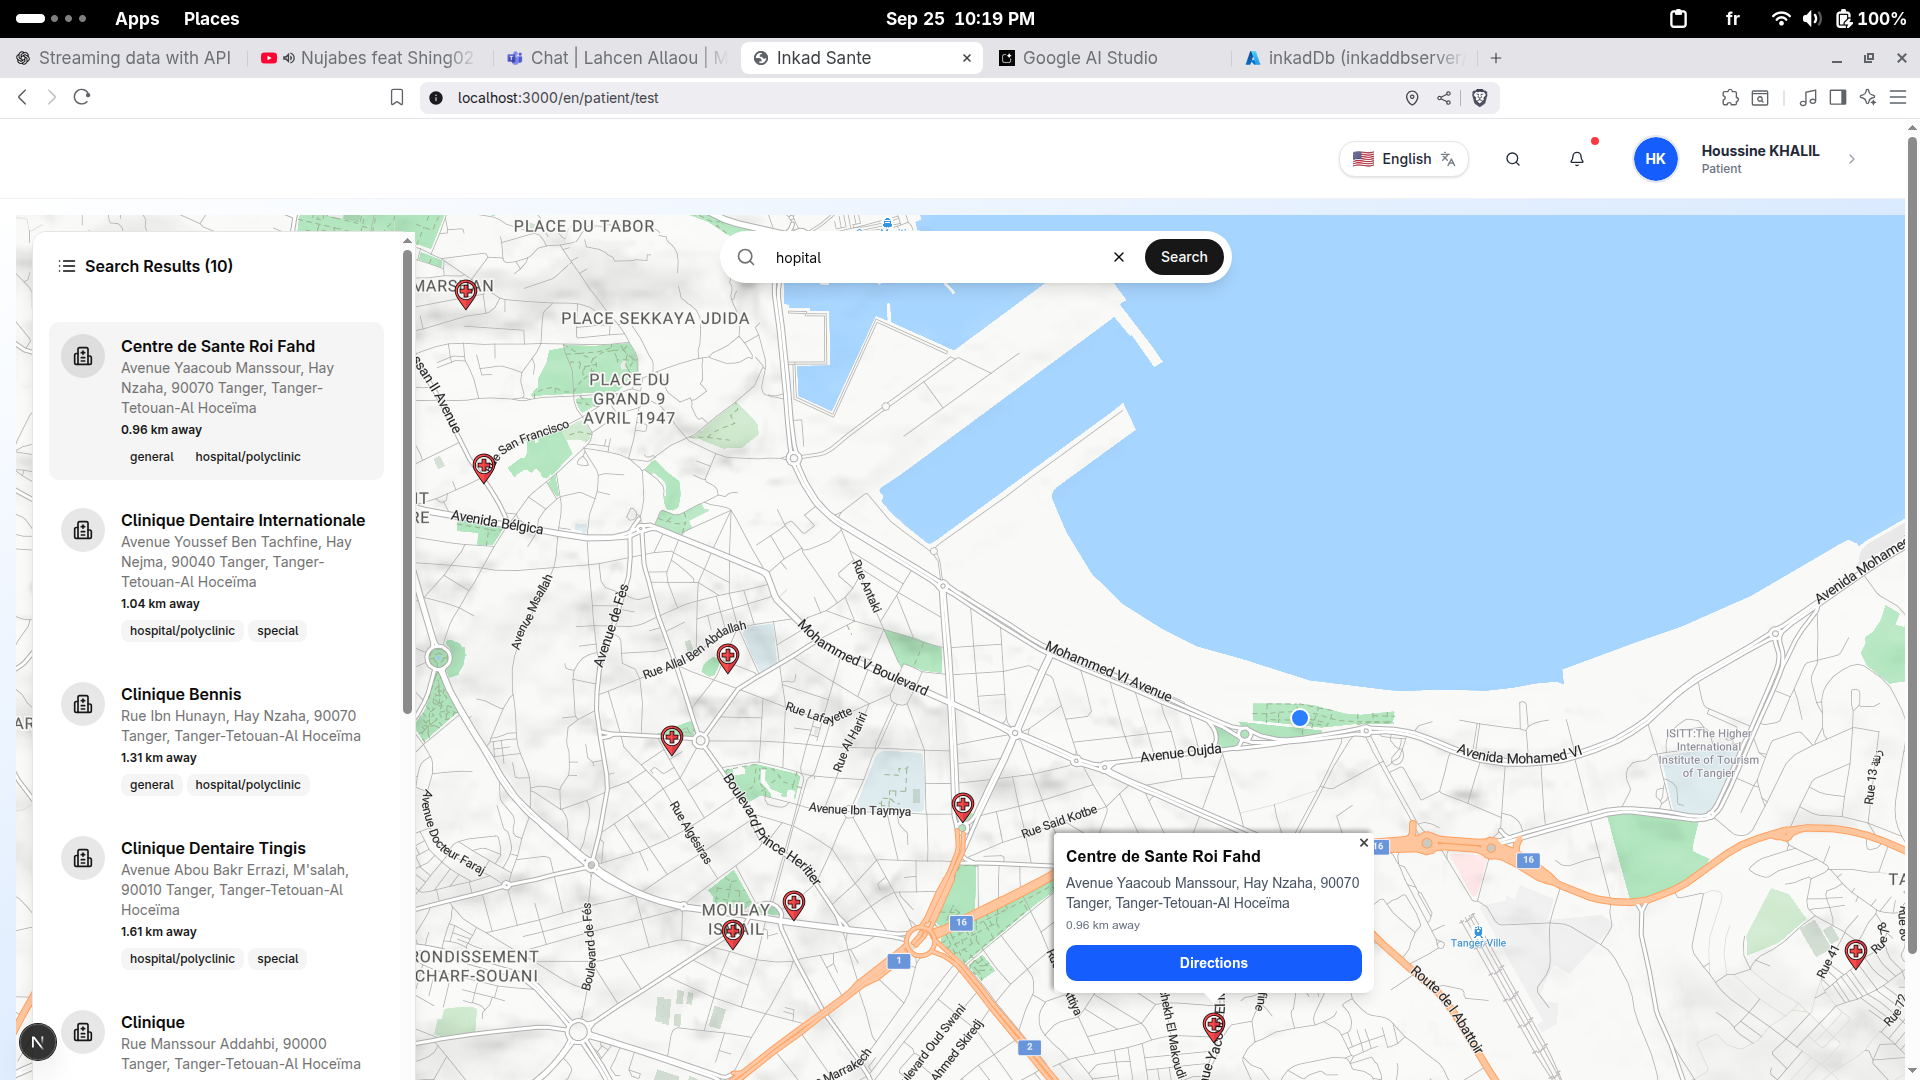 Apps Places
Sep 25 10:19 PM
fr
100%
Streaming data with API
Nujabes feat Shing02
Chat | Lahcen Allaou | M
Inkad Sante
Google AI Studio
inkadDb (inkaddbserver/
localhost:3000/en/patient/test
English
HK
Houssine KHALIL
Patient
Search Results (10)
Centre de Sante Roi Fahd
Avenue Yaacoub Manssour, Hay
Nzaha, 90070 Tanger, Tanger-
Tetouan-Al Hoceïma
0.96 km away
general hospital/polyclinic
Clinique Dentaire Internationale
Avenue Youssef Ben Tachfine, Hay
Nejma, 90040 Tanger, Tanger-
Tetouan-Al Hoceïma
1.04 km away
hospital/polyclinic special
Clinique Bennis
Rue Ibn Hunayn, Hay Nzaha, 90070
Tanger, Tanger-Tetouan-Al Hoceïma
1.31 km away
general hospital/polyclinic
Clinique Dentaire Tingis
Avenue Abou Bakr Errazi, M'salah,
90010 Tanger, Tanger-Tetouan-Al
Hoceïma
1.61 km away
hospital/polyclinic special
Clinique
Rue Manssour Addahbi, 90000
Tanger, Tanger-Tetouan-Al Hoceïma
N
hopital
Search
PLACE DU TABOR
PLACE SEKKAYA JDIDA
PLACE DU
GRAND 9
AVRIL 1947
San Francisco
Avenida Bélgica
Avenue Msallah
Avenue de Fès
Rue Antaki
Rue Allal Ben Abdallah
Mohammed V Boulevard
Mohammed VI Avenue
Rue Lafayette
Rue Al Hariri
Avenue Oujda
Avenida Mohamed VI
Avenida Mohamed
ISITT:The Higher
International
Institute of Tourism
of Tangier
Rue 13
Avenue Docteur Faraj
Rue Algésiras
Boulevard Prince Heritier
Avenue Ibn Taymya
Rue Said Kotbe
16
16
16
MOULAY
Boulevard de Fès
RONDISSEMENT
CHARF-SOUANI
1
2
Centre de Sante Roi Fahd
Avenue Yaacoub Manssour, Hay Nzaha, 90070
Tanger, Tanger-Tetouan-Al Hoceïma
0.96 km away
Directions
Tanger-Ville
Route de l'Abattoir
Rue 41
Rue 72
Marrakech
Ahmed Skiredj